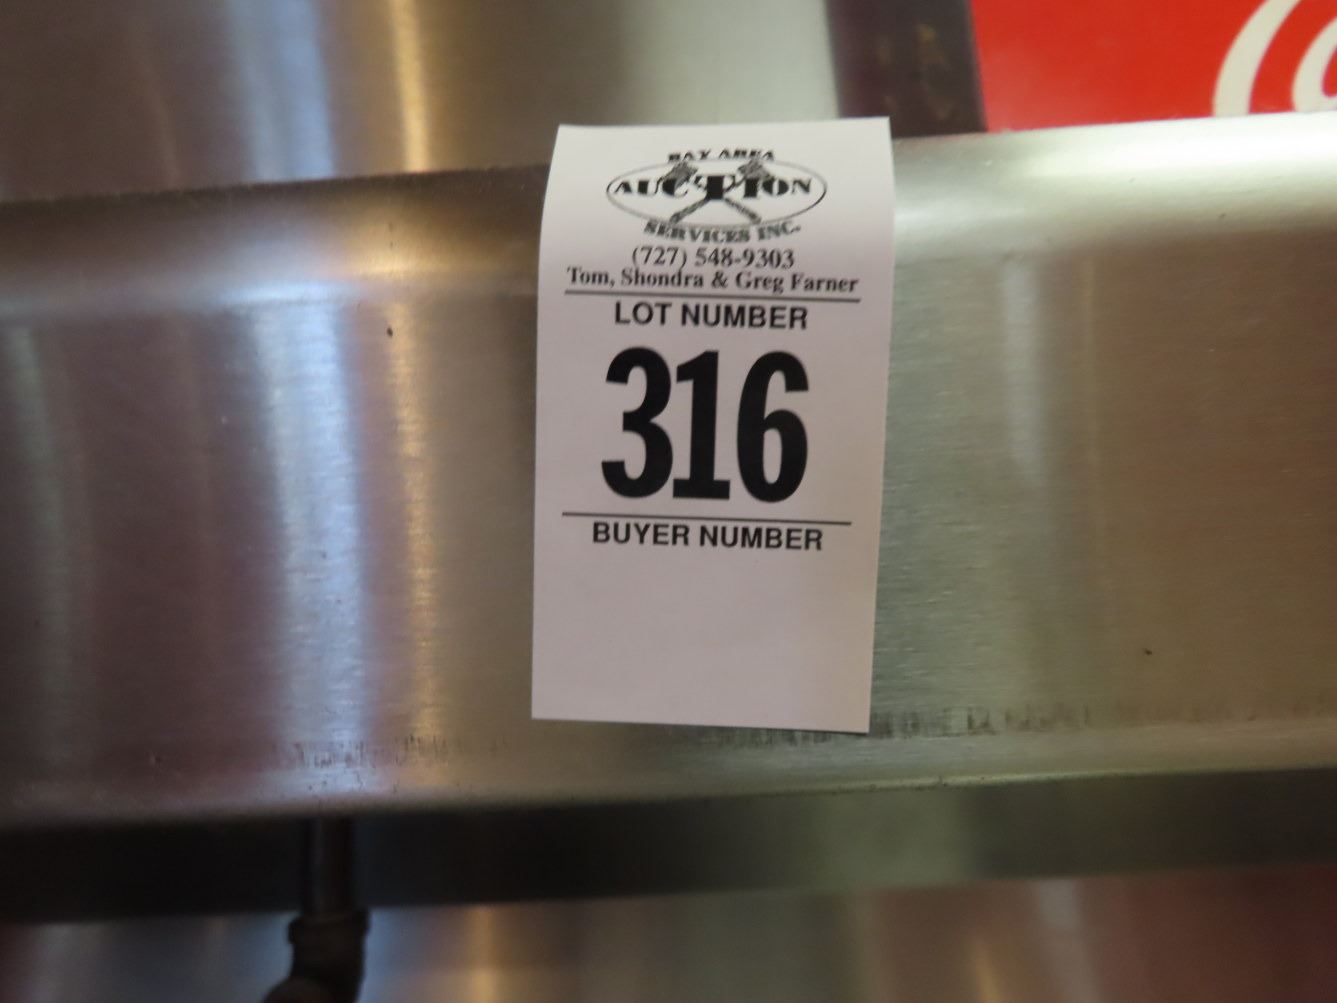 BAY AREA
AUCTION
SERVICES INC.
(727) 548-9303
Tom, Shondra & Greg Farner
LOT NUMBER
316
BUYER NUMBER